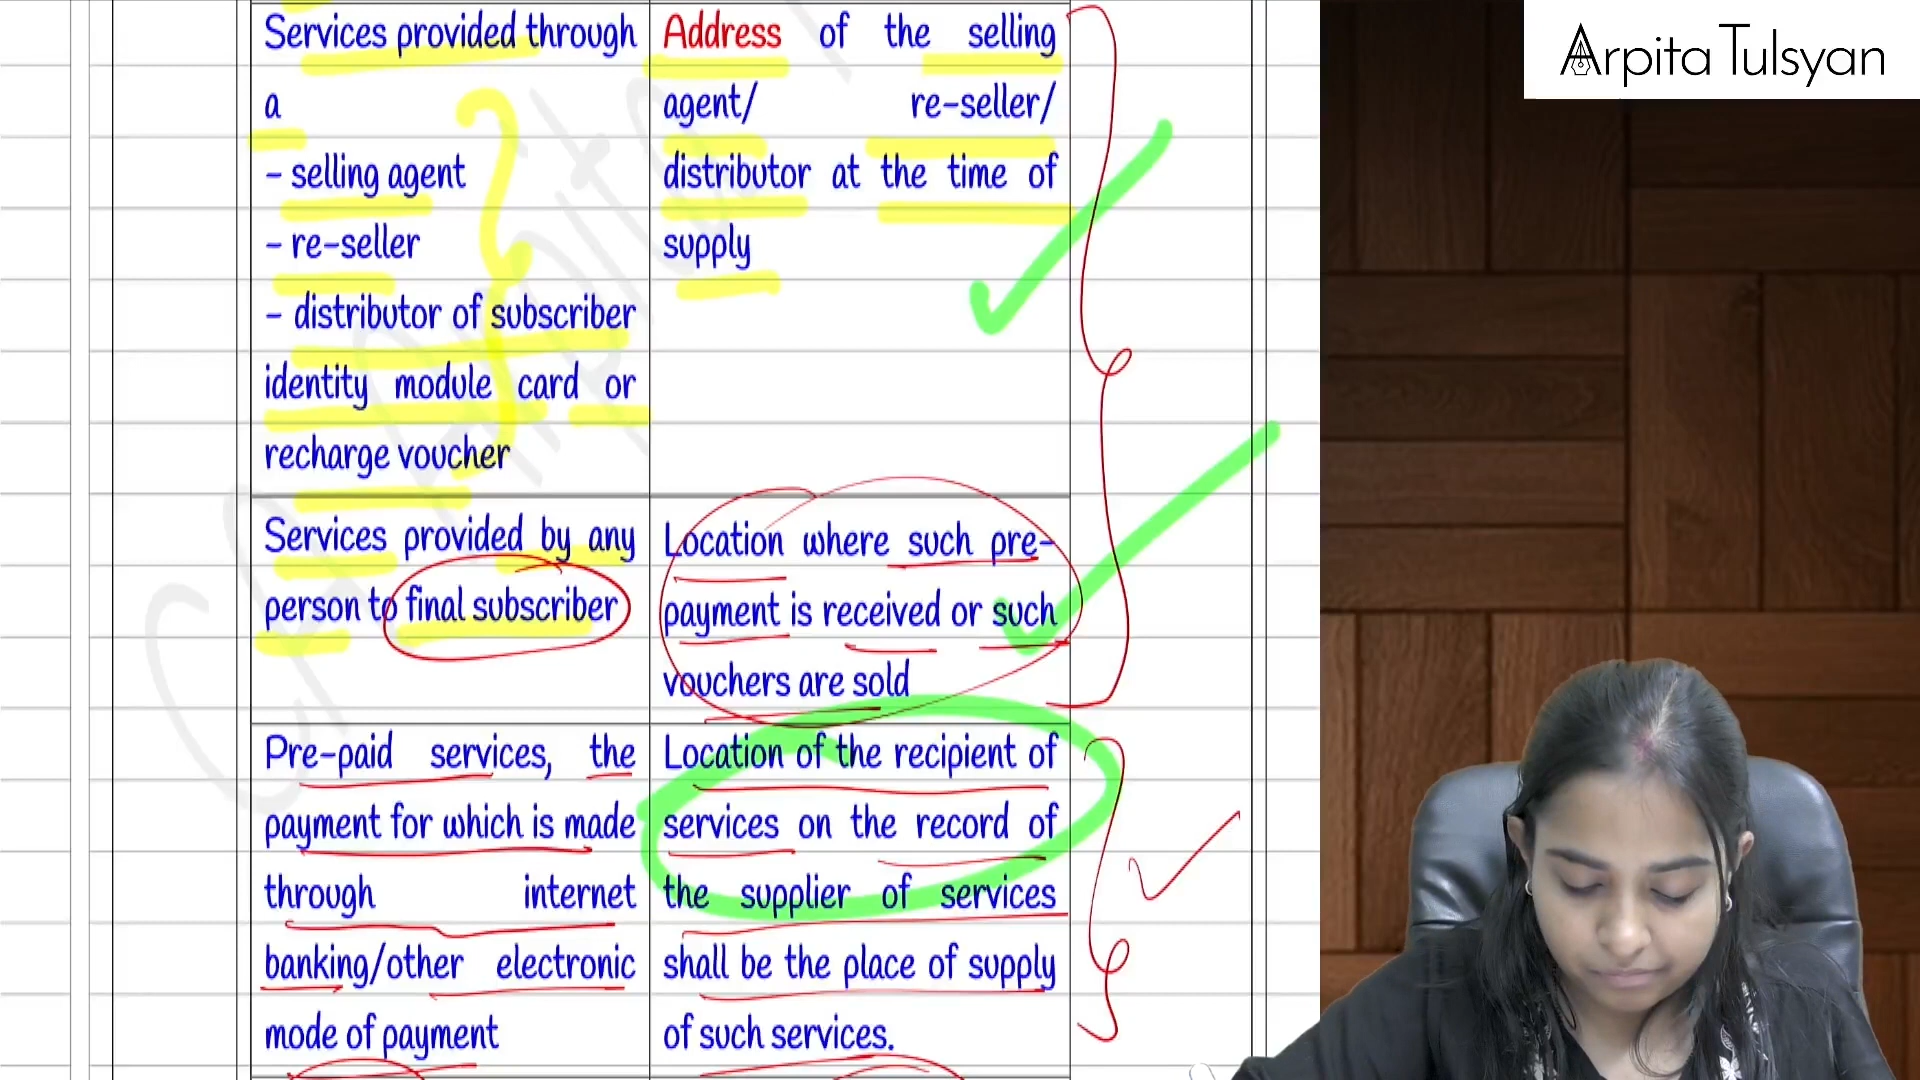 Services provided through
a
- selling agent
- re-seller
- distributor of subscriber
identity module card or
recharge voucher
Address of the selling
agent/ re-seller/
distributor at the time of
supply
Services provided by any
person to final subscriber
Location where such pre-
payment is received or such
vouchers are sold
Pre-paid services, the
payment for which is made
through internet
banking/other electronic
mode of payment
Location of the recipient of
services on the record of
the supplier of services
shall be the place of supply
of such services.
Arpita Tulsyan